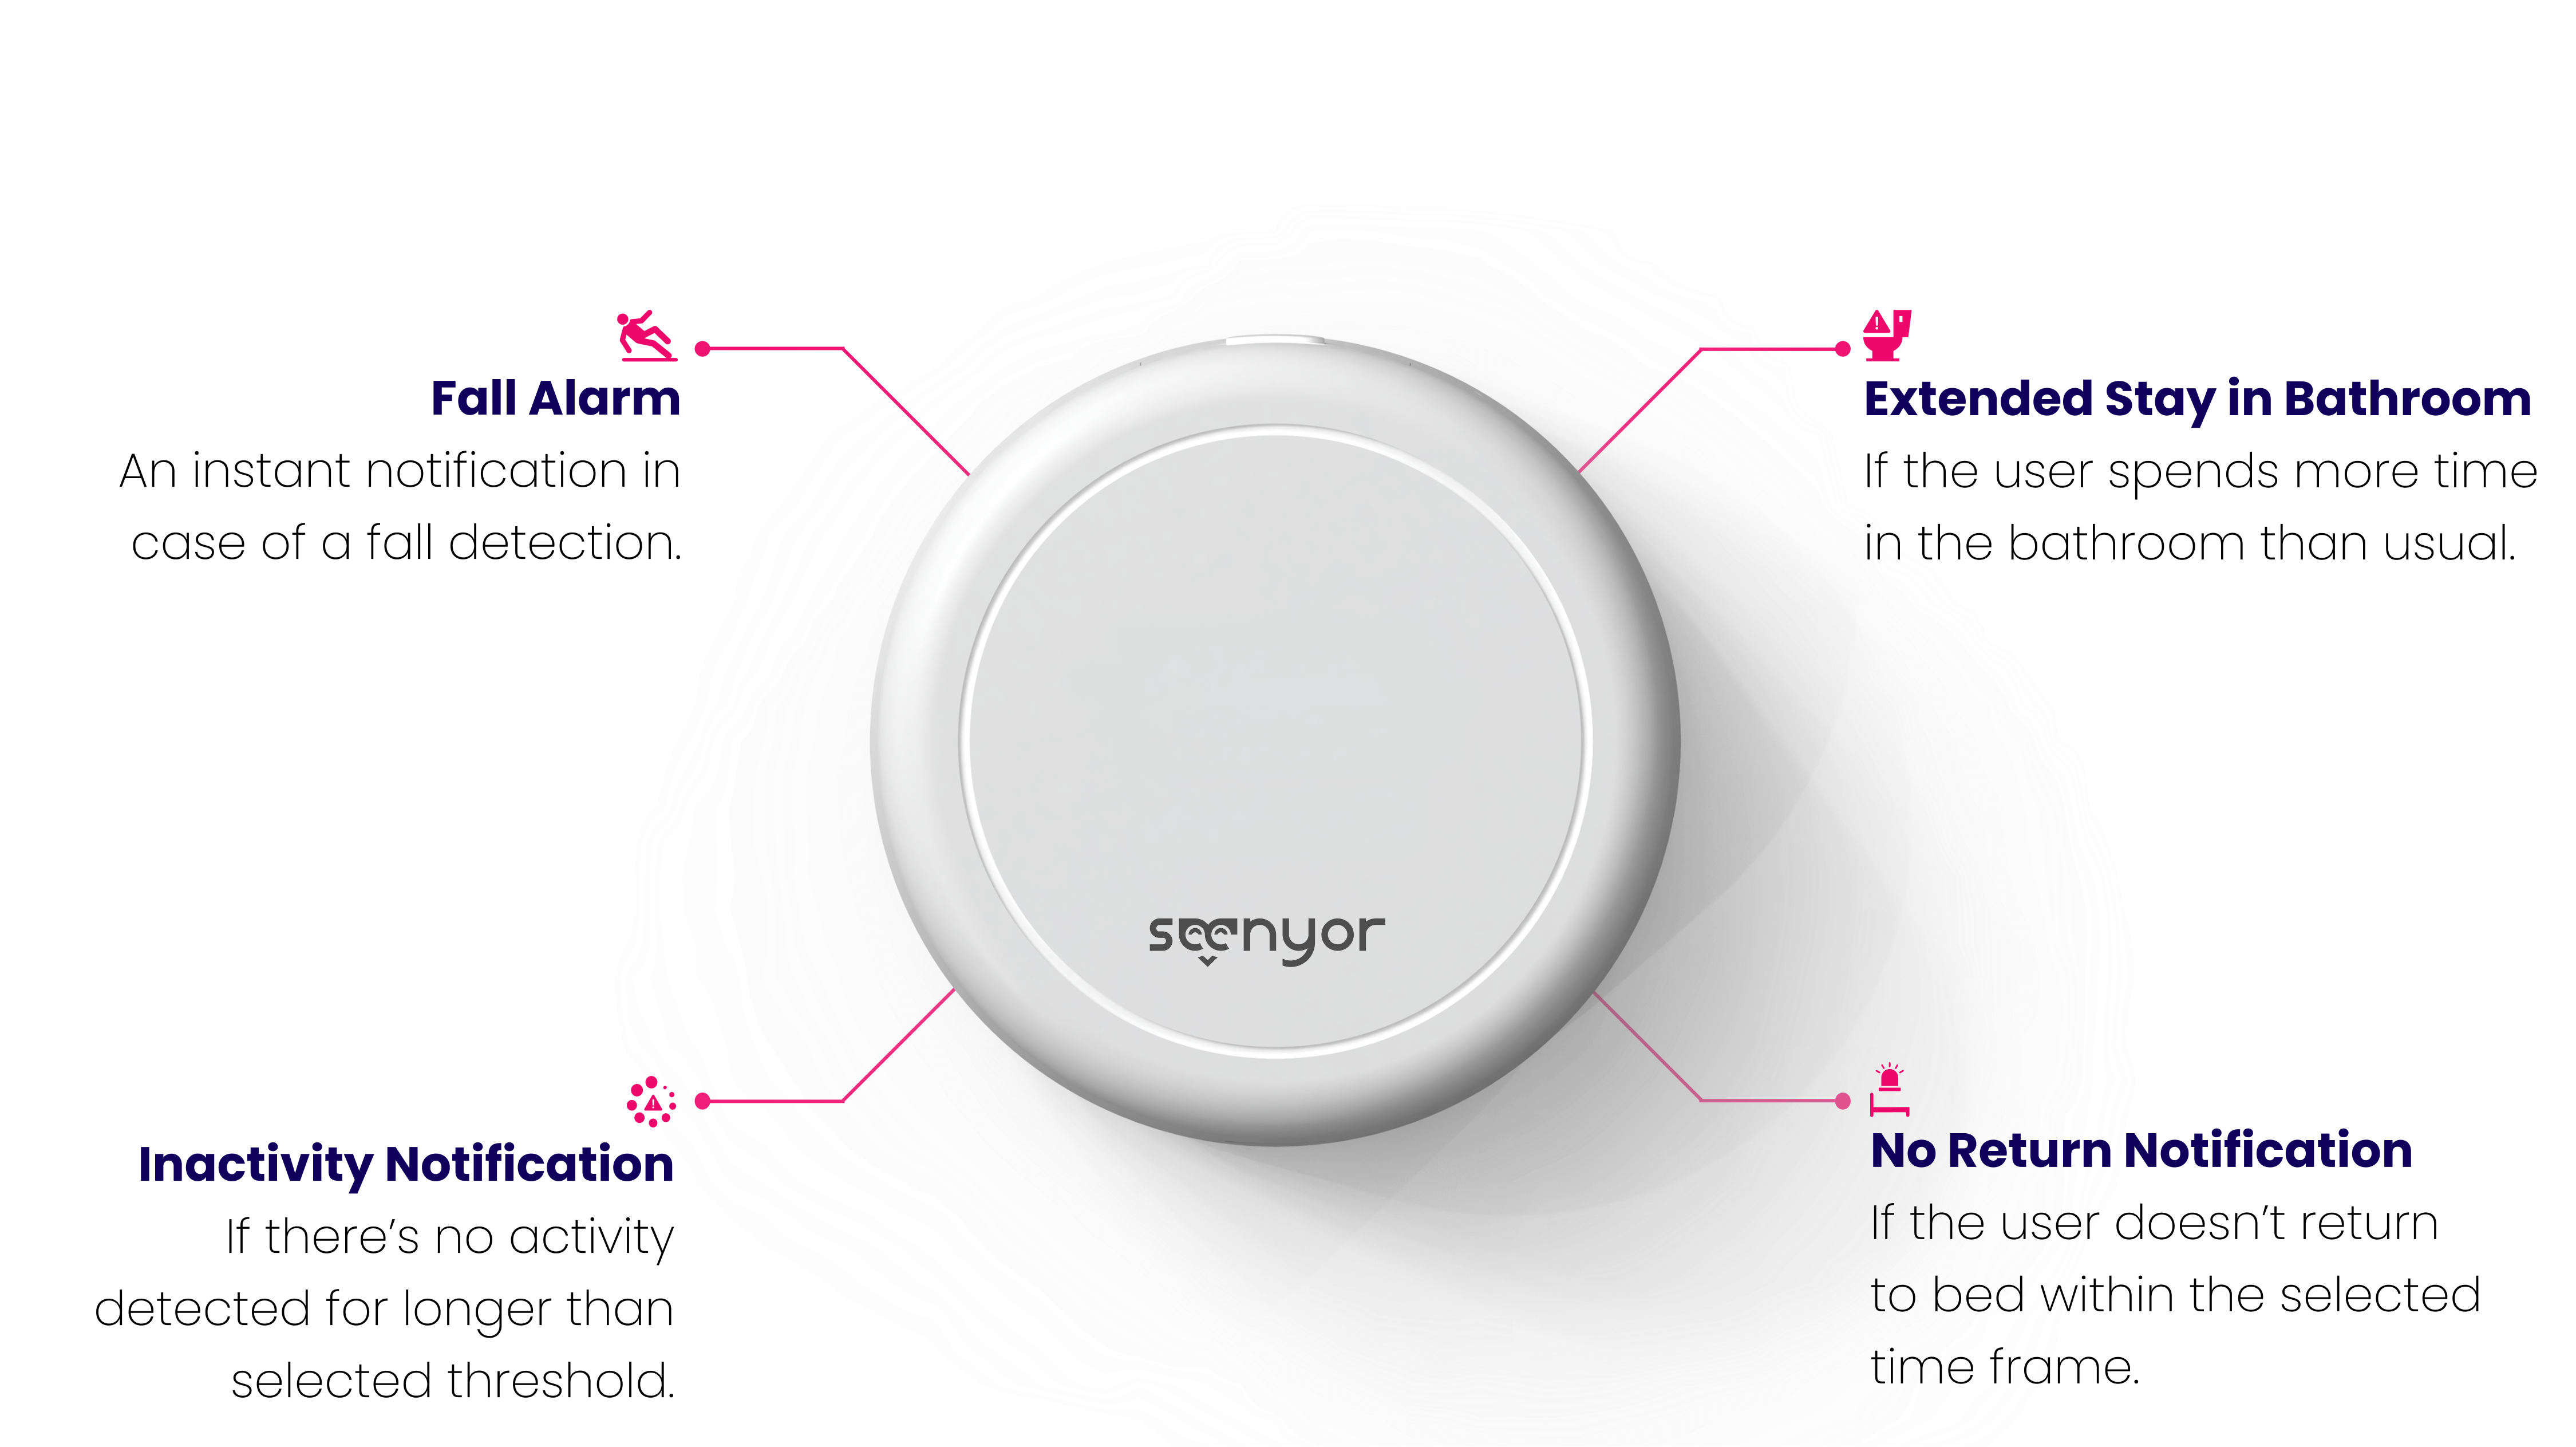 Fall Alarm
An instant notification in
case of a fall detection.
Extended Stay in Bathroom
If the user spends more time
in the bathroom than usual.
seenyor
Inactivity Notification
If there’s no activity
detected for longer than
selected threshold.
No Return Notification
If the user doesn’t return
to bed within the selected
time frame.